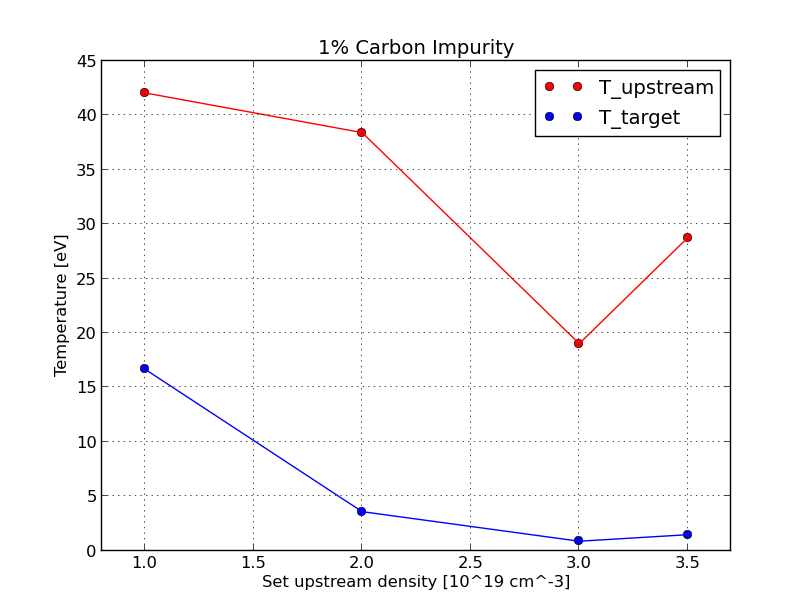 1% Carbon Impurity
T_upstream
T_target
Temperature [eV]
45
40
35
30
25
20
15
10
5
0
1.0 1.5 2.0 2.5 3.0 3.5
Set upstream density [10^19 cm^-3]